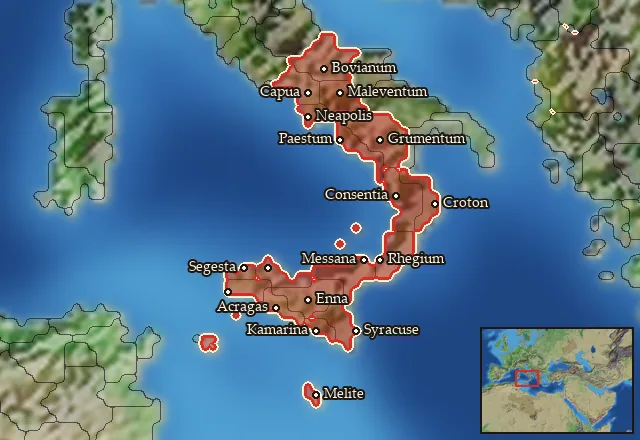 Bovianum
Capua
Maleventum
Neapolis
Paestum
Grumentum
Consentia
Croton
Messana
Rhegium
Segesta
Enna
Acragas
Kamarina
Syracuse
Melite